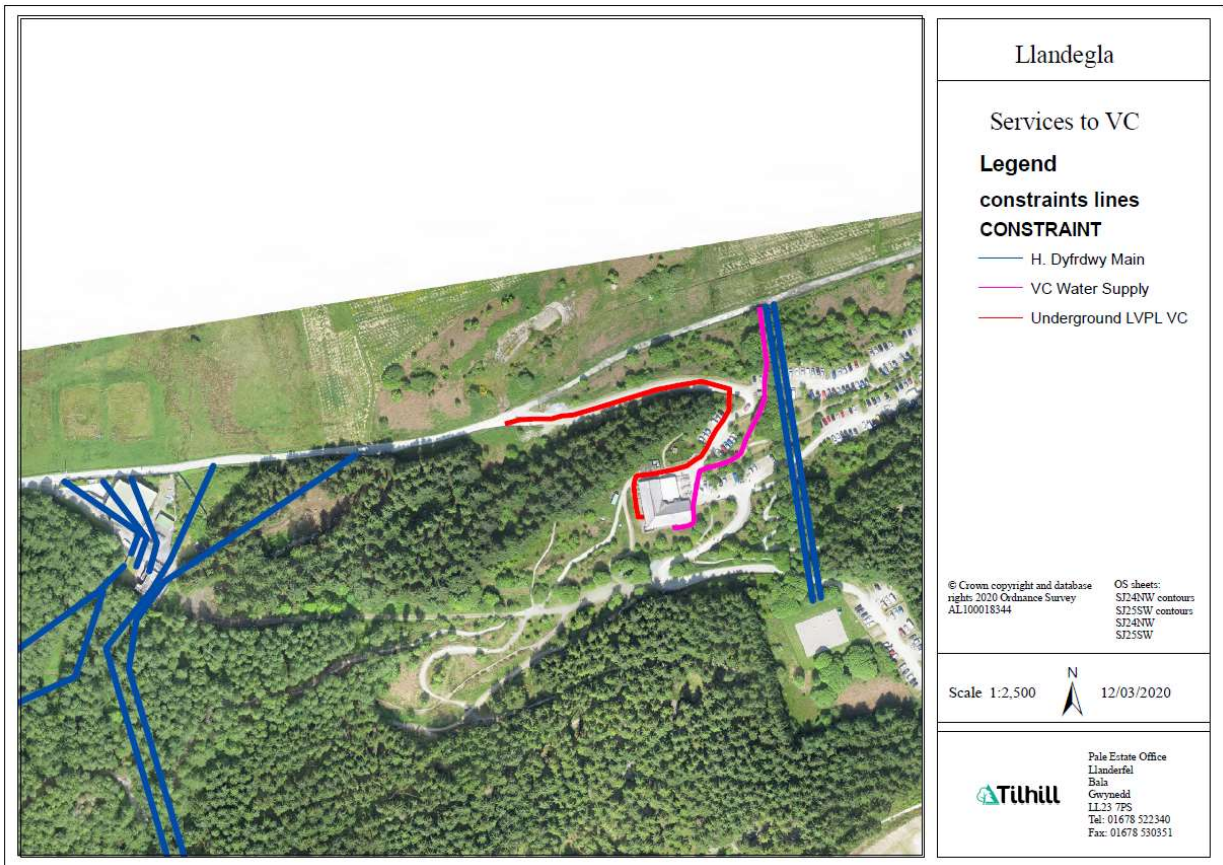 Llandegla
Services to VC
Legend
constraints lines
CONSTRAINT
H. Dyfrdwy Main
VC Water Supply
Underground LVPL VC
© Crown copyright and database
rights 2020 Ordnance Survey
AL100018344
OS sheets:
SJ24NW contours
SJ25SW contours
SJ24NW
SJ25SW
Scale 1:2,500
N
12/03/2020
Tilhill
Pale Estate Office
Llanderfel
Bala
Gwynedd
LL23 7PS
Tel: 01678 522340
Fax: 01678 530351